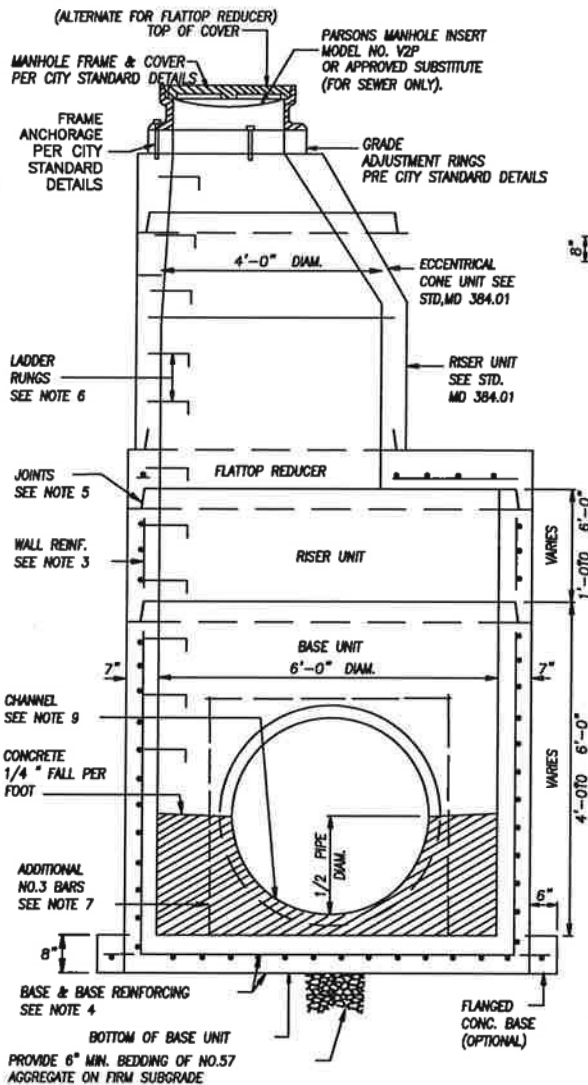 (ALTERNATE FOR FLATTOP REDUCER)
TOP OF COVER
PARSONS MANHOLE INSERT
MODEL NO. V2P
OR APPROVED SUBSTITUTE
(FOR SEWER ONLY).
MANHOLE FRAME & COVER
PER CITY STANDARD DETAILS
FRAME
ANCHORAGE
PER CITY
STANDARD
DETAILS
GRADE
ADJUSTMENT RINGS
PRE CITY STANDARD DETAILS
8"
4'-0" DIAM.
ECCENTRICAL
CONE UNIT SEE
STD,MD 384.01
LADDER
RUNGS
SEE NOTE 6
RISER UNIT
SEE STD.
MD 384.01
FLATTOP REDUCER
JOINTS
SEE NOTE 5
WALL REINF.
SEE NOTE 3
RISER UNIT
VARIES
1'-0TO 6'-0"
BASE UNIT
6'-0" DIAM.
7"
7"
CHANNEL
SEE NOTE 9
CONCRETE
1/4 " FALL PER
FOOT
VARIES
4'-0TO 6'-0"
1/2 PIPE
DIAM.
ADDITIONAL
NO.3 BARS
SEE NOTE 7
6"
8"
BASE & BASE REINFORCING
SEE NOTE 4
FLANGED
CONC. BASE
(OPTIONAL)
BOTTOM OF BASE UNIT
PROVIDE 6" MIN. BEDDING OF NO.57
AGGREGATE ON FIRM SUBGRADE